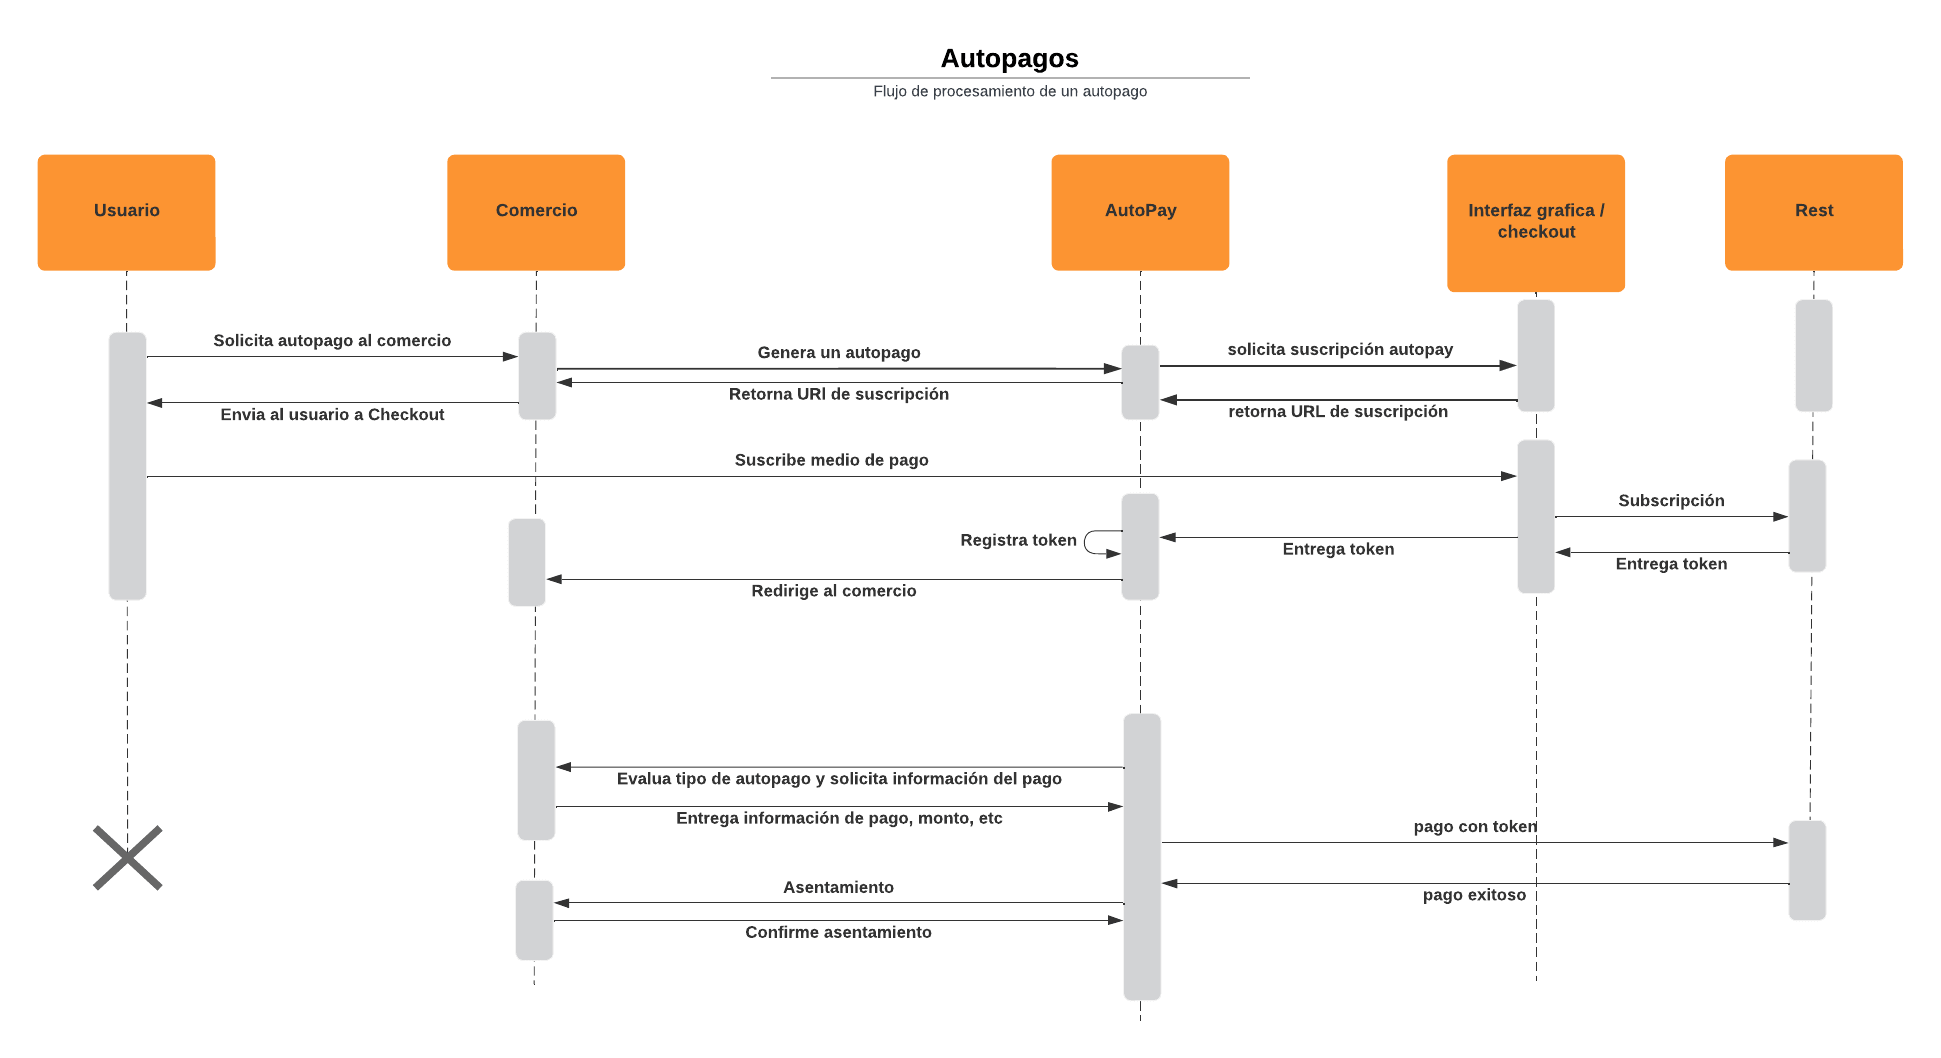 Autopagos
Flujo de procesamiento de un autopago
Usuario
Comercio
AutoPay
Interfaz grafica /
checkout
Rest
Solicita autopago al comercio
Genera un autopago
solicita suscripción autopay
Retorna URl de suscripción
retorna URL de suscripción
Envia al usuario a Checkout
Suscribe medio de pago
Subscripción
Registra token
Entrega token
Entrega token
Redirige al comercio
Evalua tipo de autopago y solicita información del pago
Entrega información de pago, monto, etc
pago con token
Asentamiento
pago exitoso
Confirme asentamiento